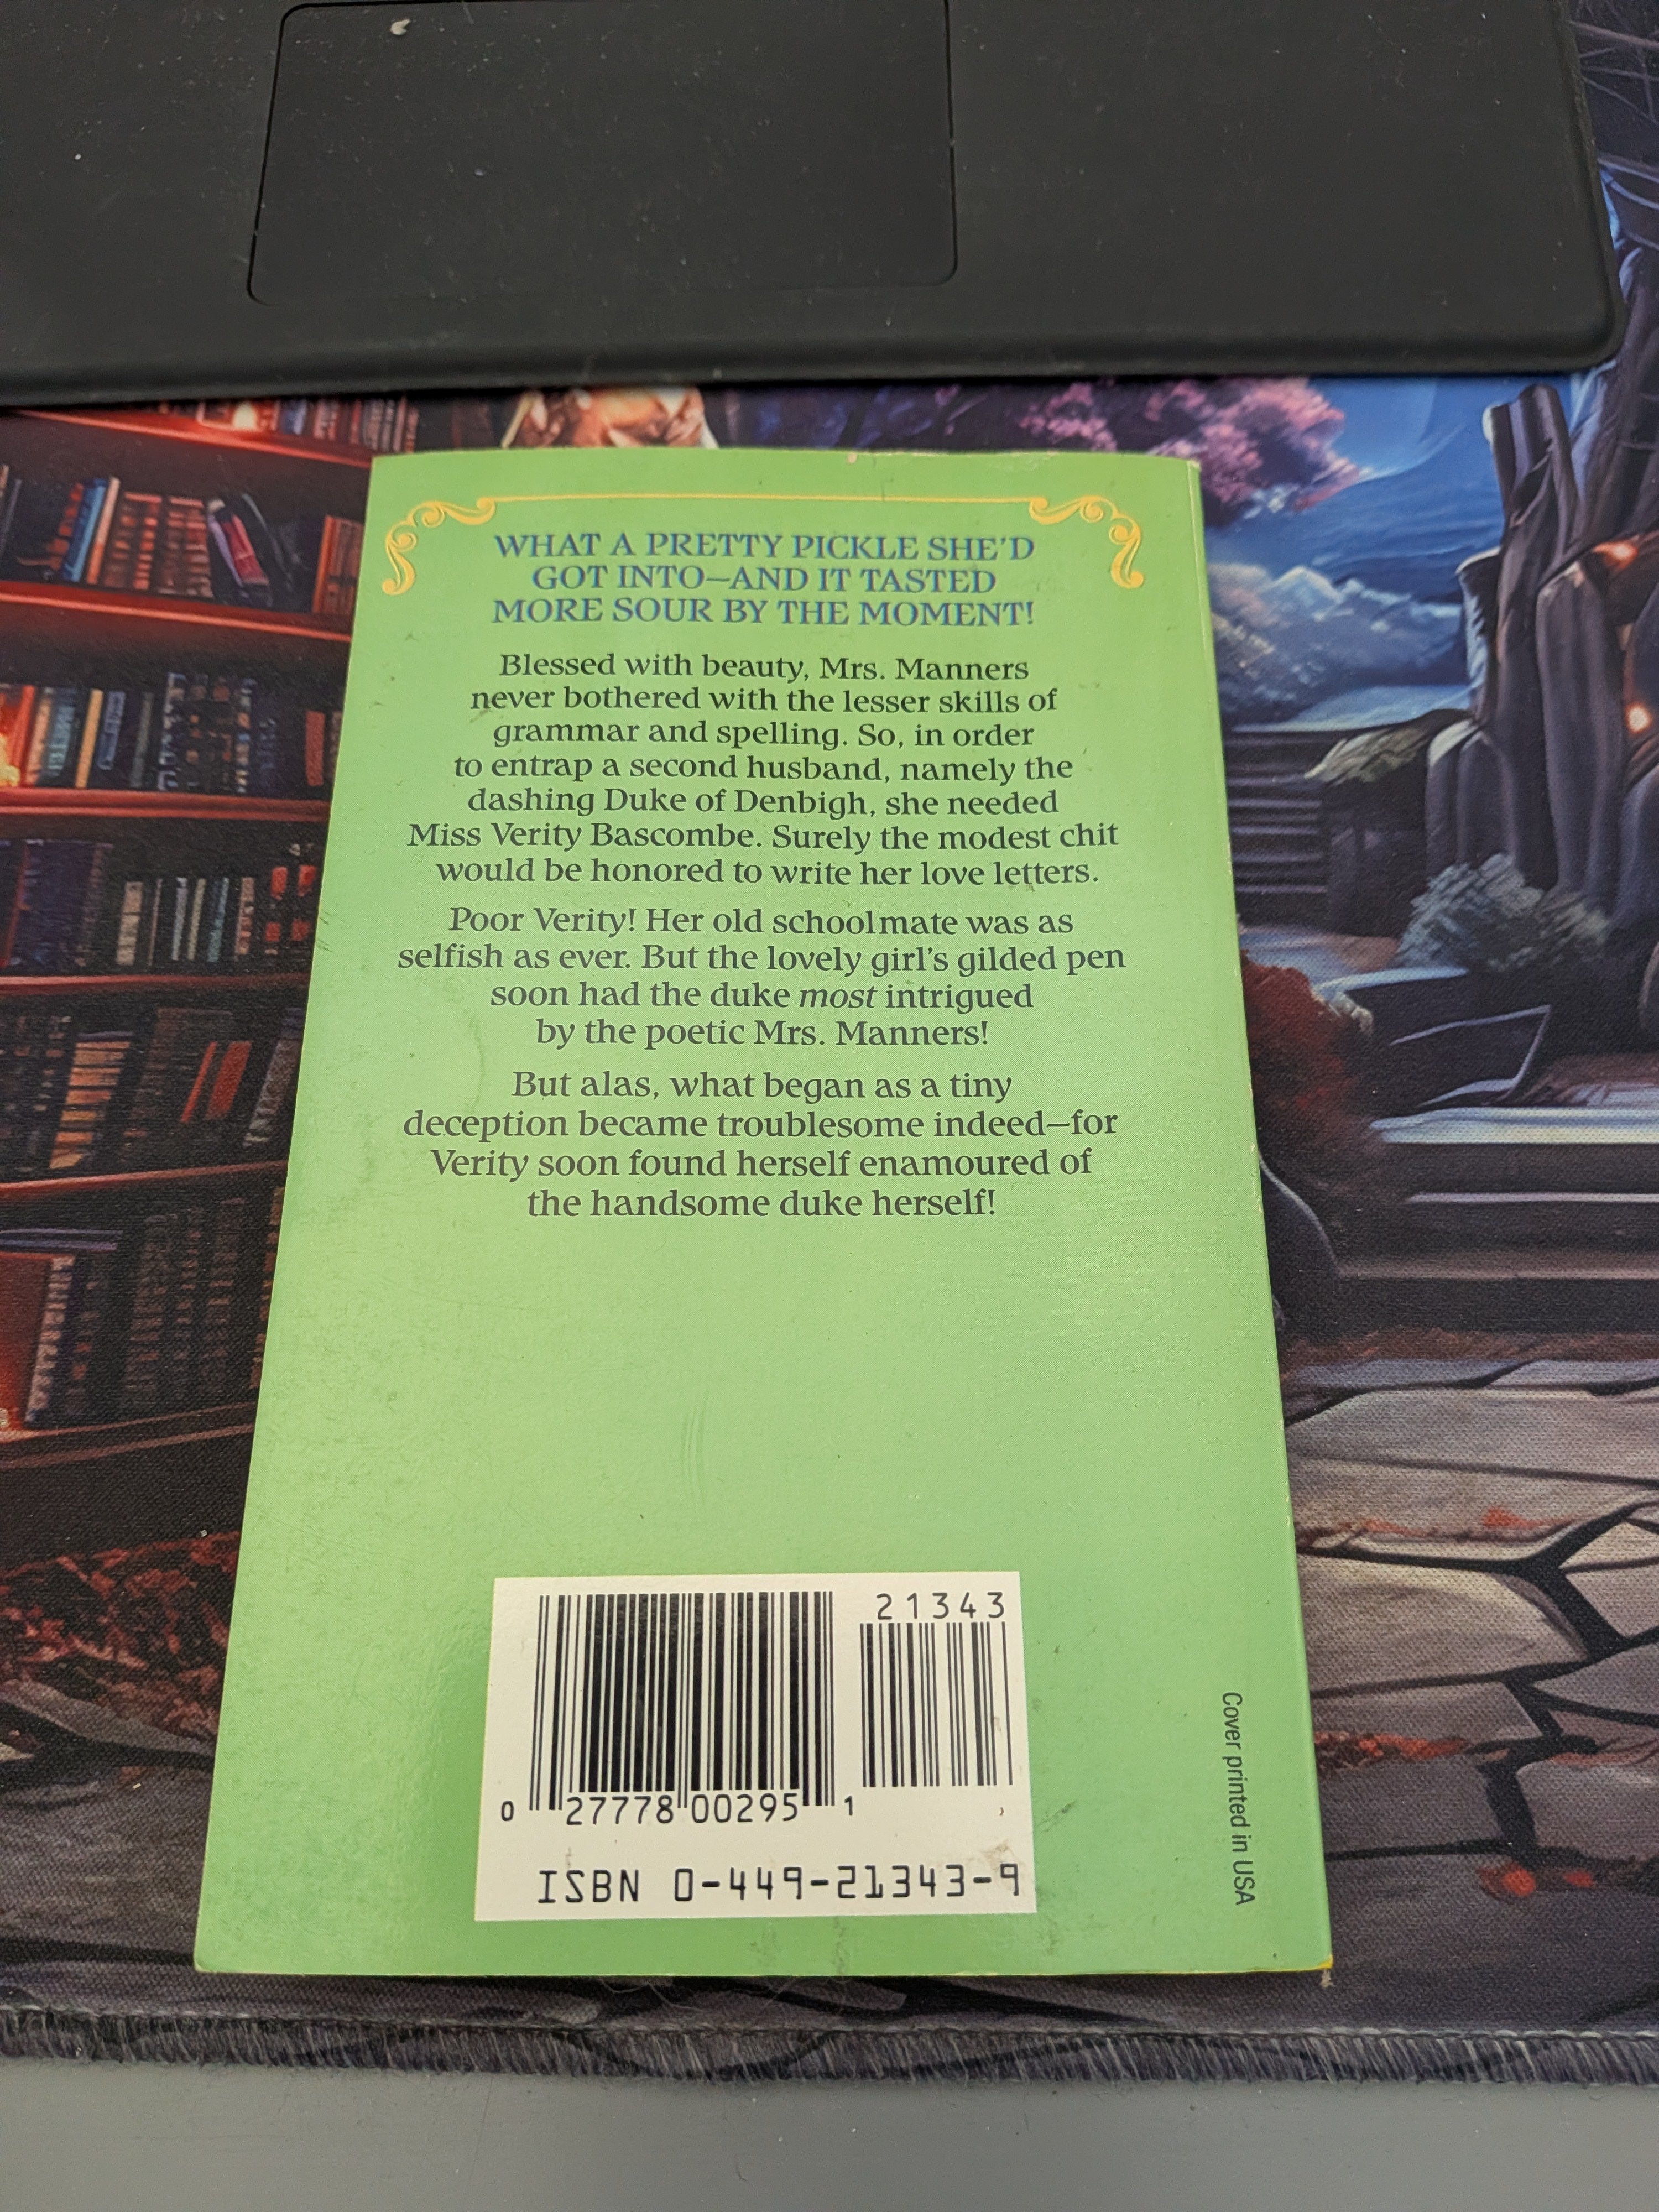 WHAT A PRETTY PICKLE SHE'D
GOT INTO—AND IT TASTED
MORE SOUR BY THE MOMENT!
Blessed with beauty, Mrs. Manners
never bothered with the lesser skills of
grammar and spelling. So, in order
to entrap a second husband, namely the
dashing Duke of Denbigh, she needed
Miss Verity Bascombe. Surely the modest chit
would be honored to write her love letters.
Poor Verity! Her old schoolmate was as
selfish as ever. But the lovely girl's gilded pen
soon had the duke most intrigued
by the poetic Mrs. Manners!
But alas, what began as a tiny
deception became troublesome indeed—for
Verity soon found herself enamoured of
the handsome duke herself!
21343
0 27778 00295 1
ISBN 0-449-21343-9
Cover printed in USA